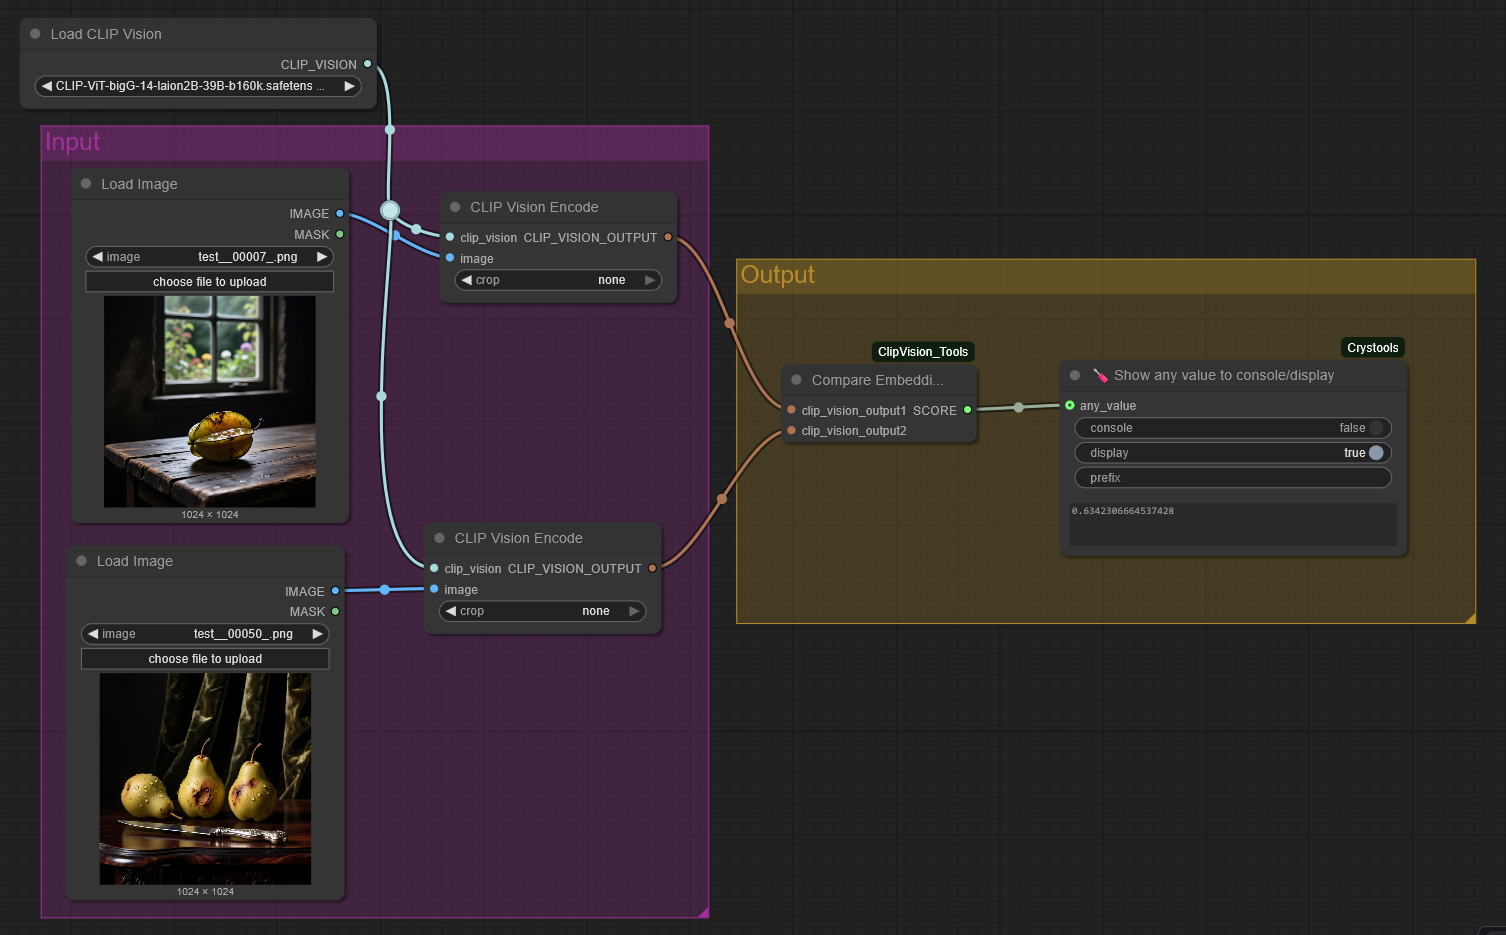 Load CLIP Vision
CLIP_VISION
CLIP-ViT-bigG-14-laion2B-39B-b160k.safetens ...
Input
Load Image
IMAGE
MASK
image test__00007_.png
choose file to upload
1024 × 1024
CLIP Vision Encode
clip_vision CLIP_VISION_OUTPUT
image
crop none
Load Image
IMAGE
MASK
image test__00050_.png
choose file to upload
1024 × 1024
CLIP Vision Encode
clip_vision CLIP_VISION_OUTPUT
image
crop none
Output
ClipVision_Tools
Compare Embeddi...
clip_vision_output1 SCORE
clip_vision_output2
Crystools
Show any value to console/display
any_value
console false
display true
prefix
0.6342306664537428